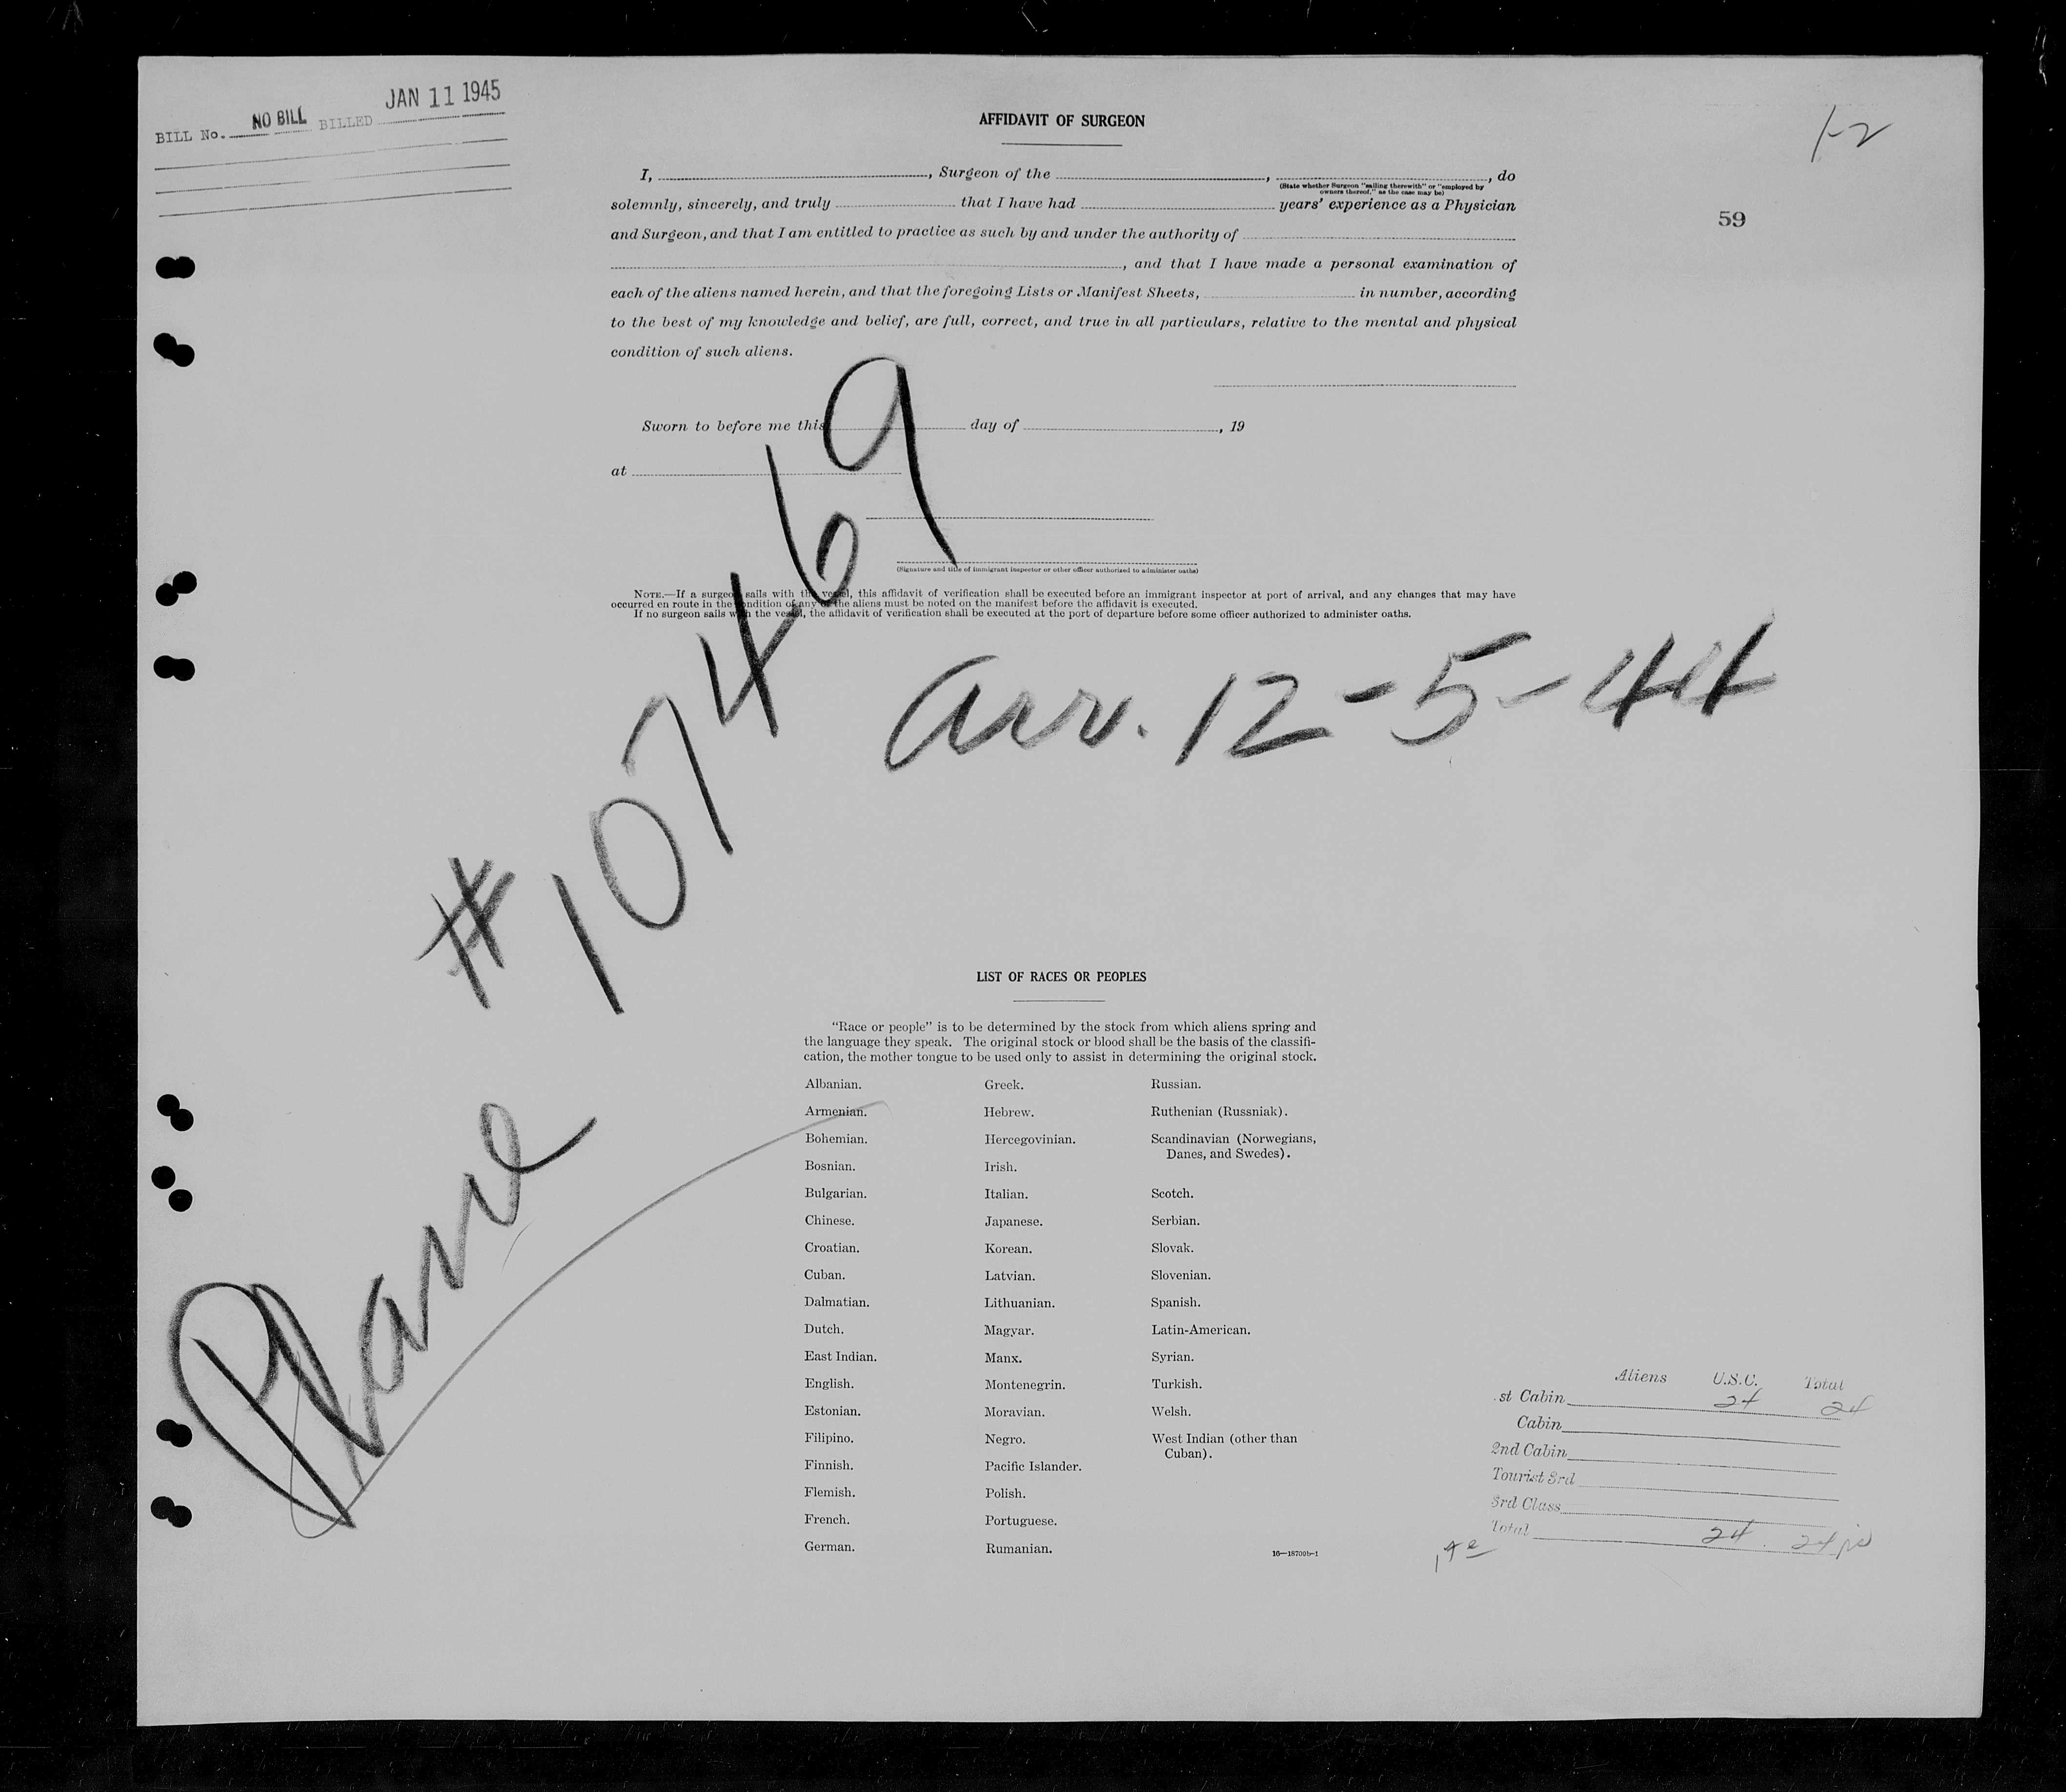 BILL No. NO BILL BILLED JAN 11 1945
AFFIDAVIT OF SURGEON
1-2
59
I, , Surgeon of the , , do
(State whether Surgeon "sailing therewith" or "employed by
owners thereof," as the case may be)
solemnly, sincerely, and truly that I have had years' experience as a Physician
and Surgeon, and that I am entitled to practice as such by and under the authority of
, and that I have made a personal examination of
each of the aliens named herein, and that the foregoing Lists or Manifest Sheets, in number, according
to the best of my knowledge and belief, are full, correct, and true in all particulars, relative to the mental and physical
condition of such aliens.
Sworn to before me this day of , 19
at
(Signature and title of immigrant inspector or other officer authorized to administer oaths)
NOTE.—If a surgeon sails with the vessel, this affidavit of verification shall be executed before an immigrant inspector at port of arrival, and any changes that may have
occurred en route in the condition of any of the aliens must be noted on the manifest before the affidavit is executed.
If no surgeon sails with the vessel, the affidavit of verification shall be executed at the port of departure before some officer authorized to administer oaths.
Plane # 107469
arr. 12-5-44
LIST OF RACES OR PEOPLES
"Race or people" is to be determined by the stock from which aliens spring and
the language they speak. The original stock or blood shall be the basis of the classifi-
cation, the mother tongue to be used only to assist in determining the original stock.
Albanian. Greek. Russian.
Armenian. Hebrew. Ruthenian (Russniak).
Bohemian. Hercegovinian. Scandinavian (Norwegians,
Danes, and Swedes).
Bosnian. Irish.
Bulgarian. Italian. Scotch.
Chinese. Japanese. Serbian.
Croatian. Korean. Slovak.
Cuban. Latvian. Slovenian.
Dalmatian. Lithuanian. Spanish.
Dutch. Magyar. Latin-American.
East Indian. Manx. Syrian.
English. Montenegrin. Turkish.
Estonian. Moravian. Welsh.
Filipino. Negro. West Indian (other than
Cuban).
Finnish. Pacific Islander.
Flemish. Polish.
French. Portuguese.
German. Rumanian.
16—18700b-1
Aliens U.S.C. Total
st Cabin 24 24
Cabin
2nd Cabin
Tourist 3rd
3rd Class
Total 24 24